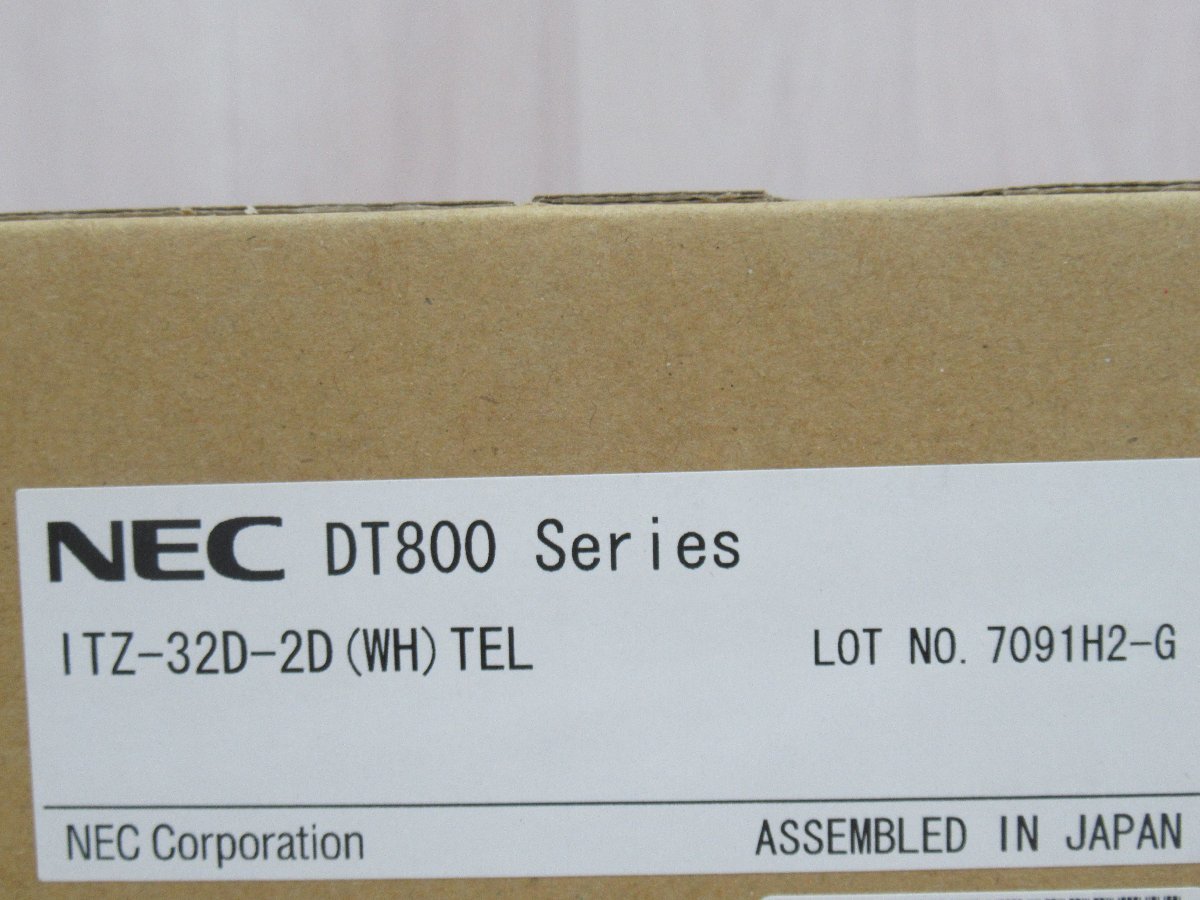 NEC DT800 Series
ITZ-32D-2D(WH)TEL LOT NO. 7091H2-G
NEC Corporation ASSEMBLED IN JAPAN